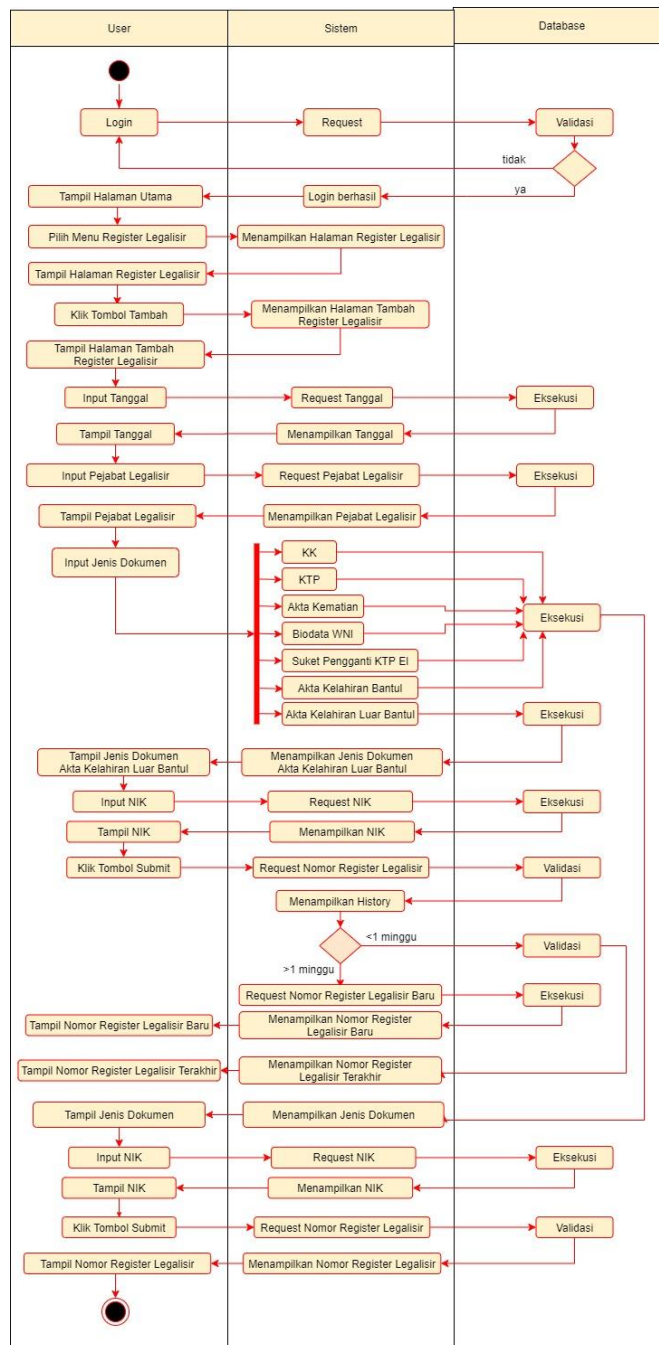 User
Sistem
Database
Login
Request
Validasi
tidak
ya
Tampil Halaman Utama
Login berhasil
Pilih Menu Register Legalisir
Menampilkan Halaman Register Legalisir
Tampil Halaman Register Legalisir
Klik Tombol Tambah
Menampilkan Halaman Tambah
Register Legalisir
Tampil Halaman Tambah
Register Legalisir
Input Tanggal
Request Tanggal
Eksekusi
Tampil Tanggal
Menampilkan Tanggal
Input Pejabat Legalisir
Request Pejabat Legalisir
Eksekusi
Tampil Pejabat Legalisir
Menampilkan Pejabat Legalisir
Input Jenis Dokumen
KK
KTP
Akta Kematian
Biodata WNI
Suket Pengganti KTP El
Akta Kelahiran Bantul
Akta Kelahiran Luar Bantul
Eksekusi
Eksekusi
Tampil Jenis Dokumen
Akta Kelahiran Luar Bantul
Menampilkan Jenis Dokumen
Akta Kelahiran Luar Bantul
Input NIK
Request NIK
Eksekusi
Tampil NIK
Menampilkan NIK
Klik Tombol Submit
Request Nomor Register Legalisir
Validasi
Menampilkan History
<1 minggu
Validasi
>1 minggu
Request Nomor Register Legalisir Baru
Eksekusi
Tampil Nomor Register Legalisir Baru
Menampilkan Nomor Register
Legalisir Baru
Tampil Nomor Register Legalisir Terakhir
Menampilkan Nomor Register
Legalisir Terakhir
Tampil Jenis Dokumen
Menampilkan Jenis Dokumen
Input NIK
Request NIK
Eksekusi
Tampil NIK
Menampilkan NIK
Klik Tombol Submit
Request Nomor Register Legalisir
Validasi
Tampil Nomor Register Legalisir
Menampilkan Nomor Register Legalisir